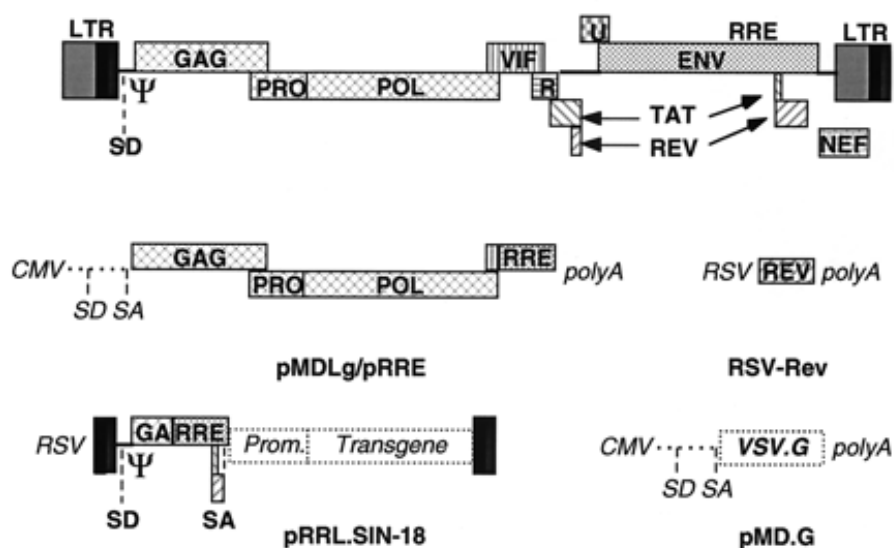 LTR RRE LTR
GAG VIF U ENV
Ψ PRO POL R
TAT
SD REV NEF
CMV GAG RRE polyA RSV REV polyA
SD SA PRO POL
pMDLg/pRRE RSV-Rev
RSV GA RRE Prom. Transgene CMV VSV.G polyA
Ψ SD SA
SD SA
pRRL.SIN-18 pMD.G